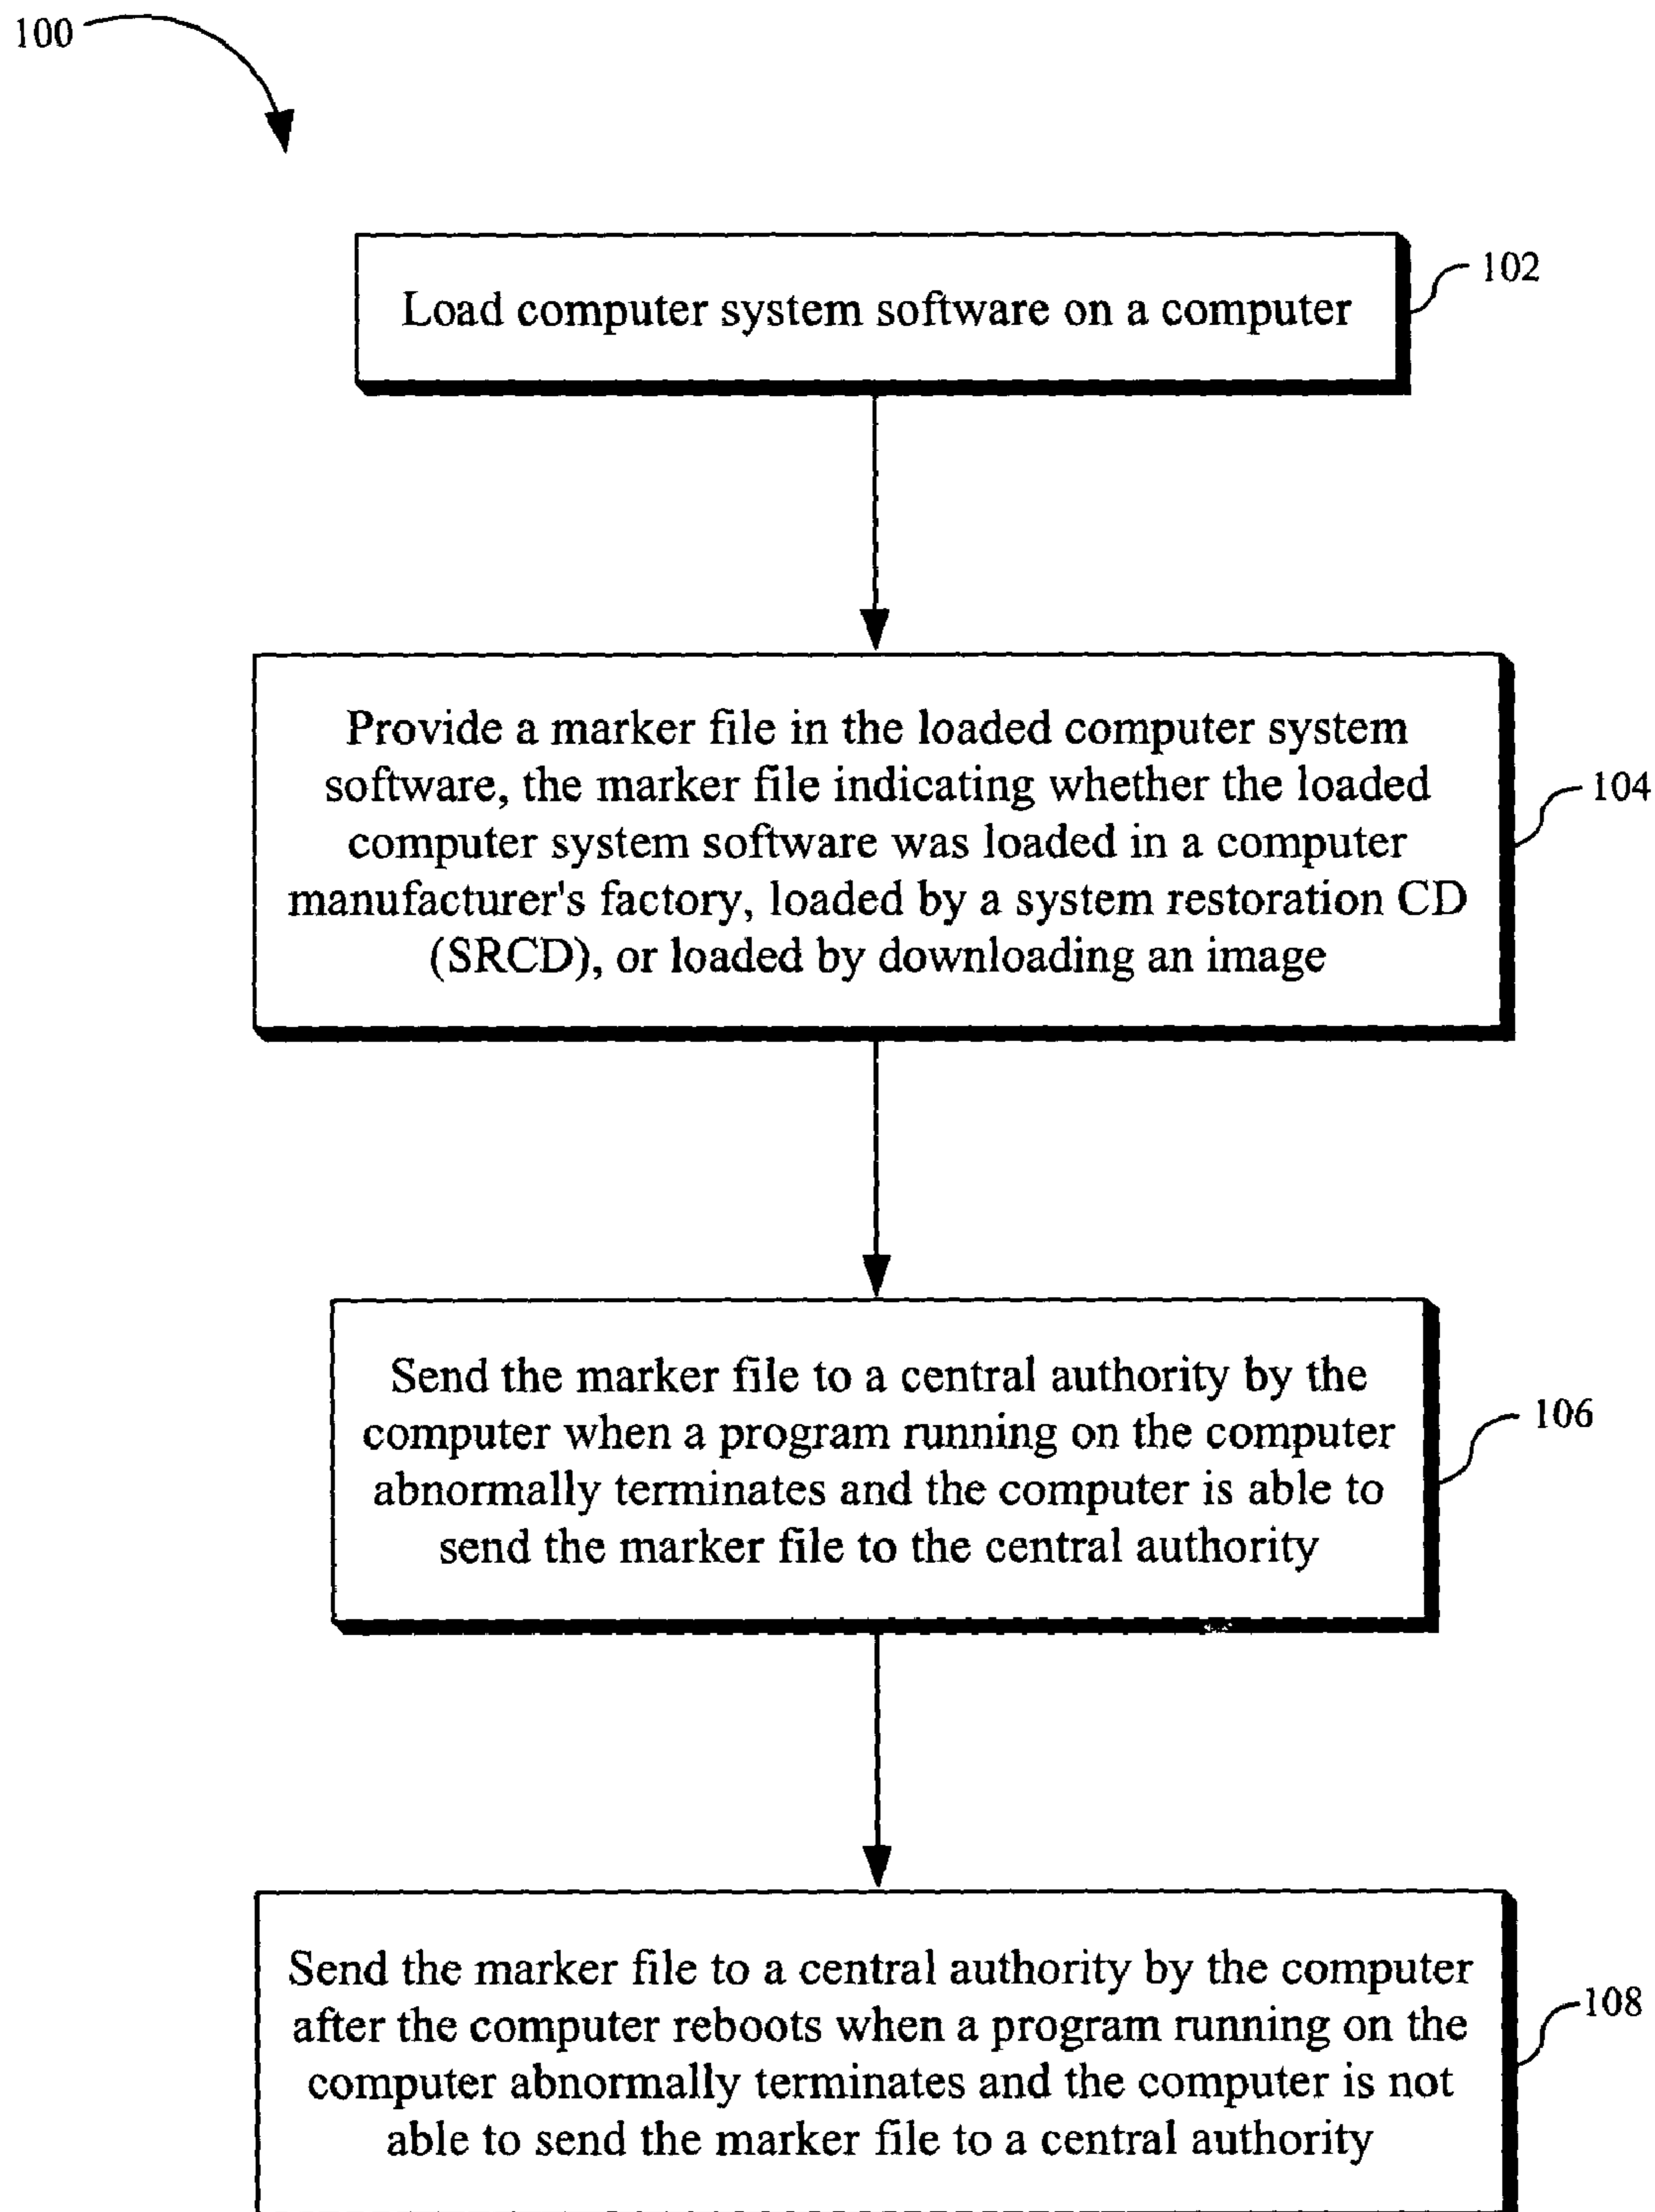 100
Load computer system software on a computer
102
Provide a marker file in the loaded computer system
software, the marker file indicating whether the loaded
computer system software was loaded in a computer
manufacturer's factory, loaded by a system restoration CD
(SRCD), or loaded by downloading an image
104
Send the marker file to a central authority by the
computer when a program running on the computer
abnormally terminates and the computer is able to
send the marker file to the central authority
106
Send the marker file to a central authority by the computer
after the computer reboots when a program running on the
computer abnormally terminates and the computer is not
able to send the marker file to a central authority
108